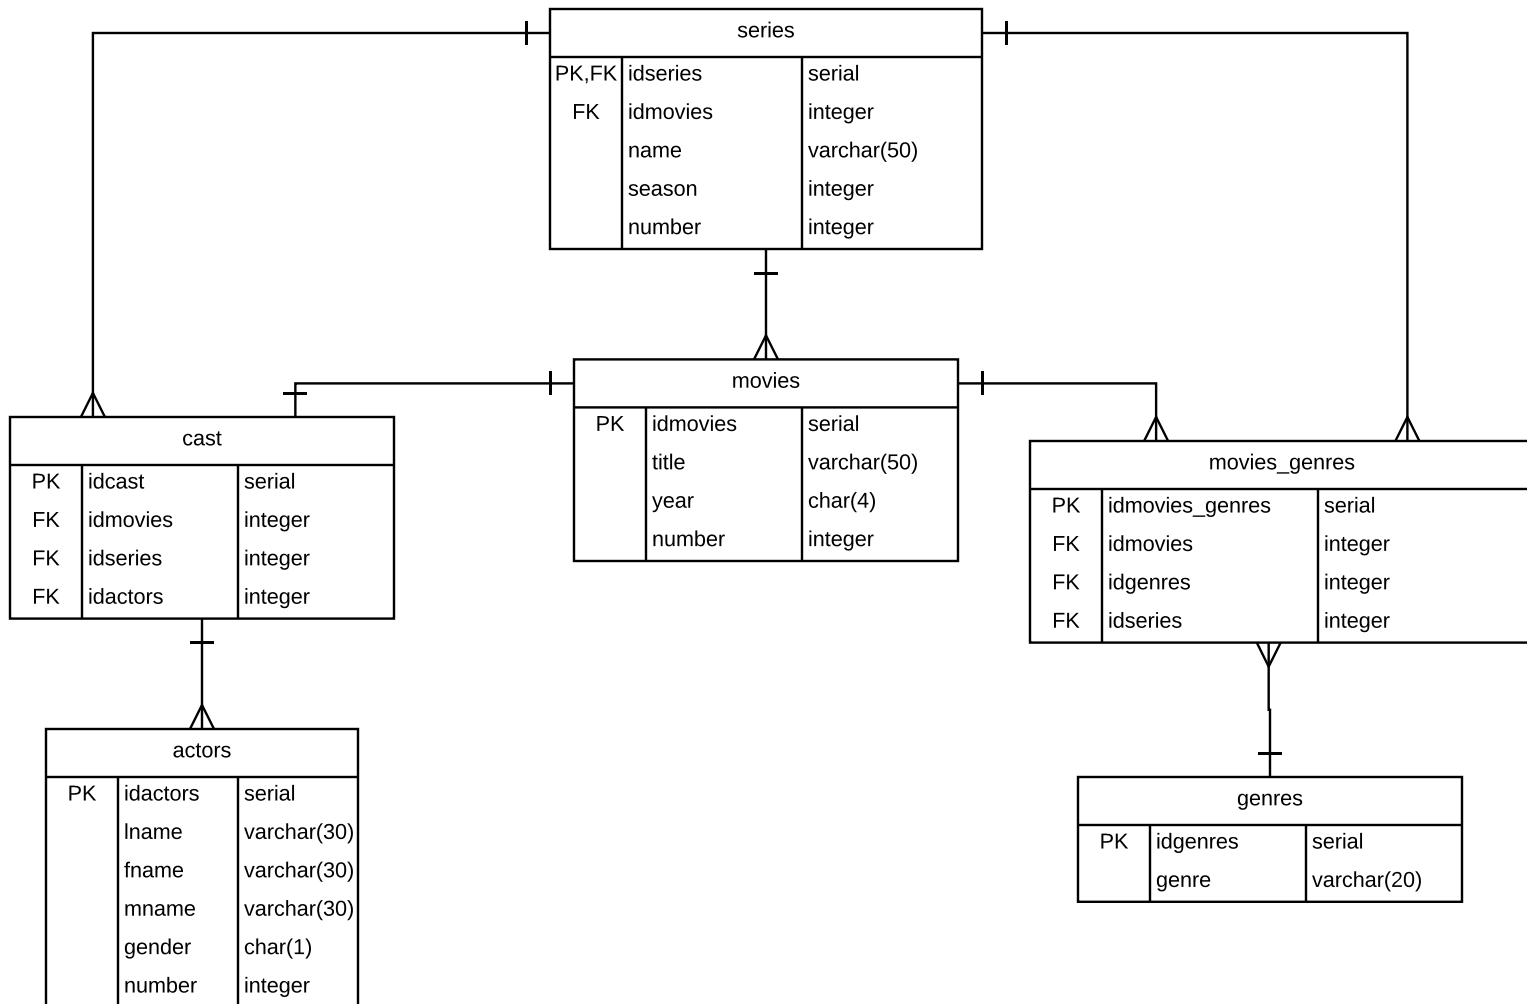 series
PK,FK idseries serial
FK idmovies integer
name varchar(50)
season integer
number integer
movies
PK idmovies serial
title varchar(50)
year char(4)
number integer
cast
PK idcast serial
FK idmovies integer
FK idseries integer
FK idactors integer
movies_genres
PK idmovies_genres serial
FK idmovies integer
FK idgenres integer
FK idseries integer
actors
PK idactors serial
lname varchar(30)
fname varchar(30)
mname varchar(30)
gender char(1)
number integer
genres
PK idgenres serial
genre varchar(20)